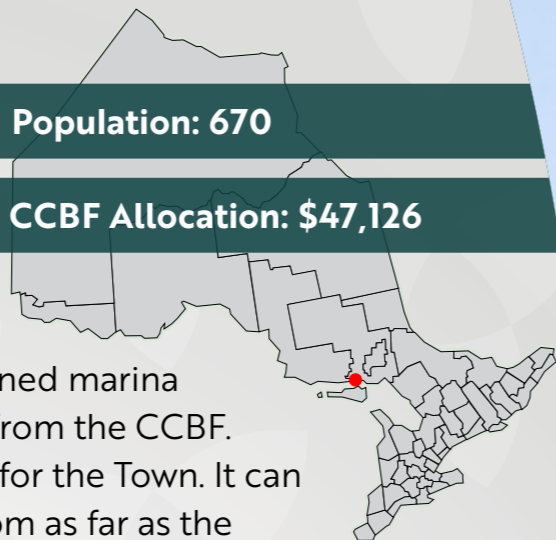 Population: 670
CCBF Allocation: $47,126
ned marina
from the CCBF.
for the Town. It can
om as far as the